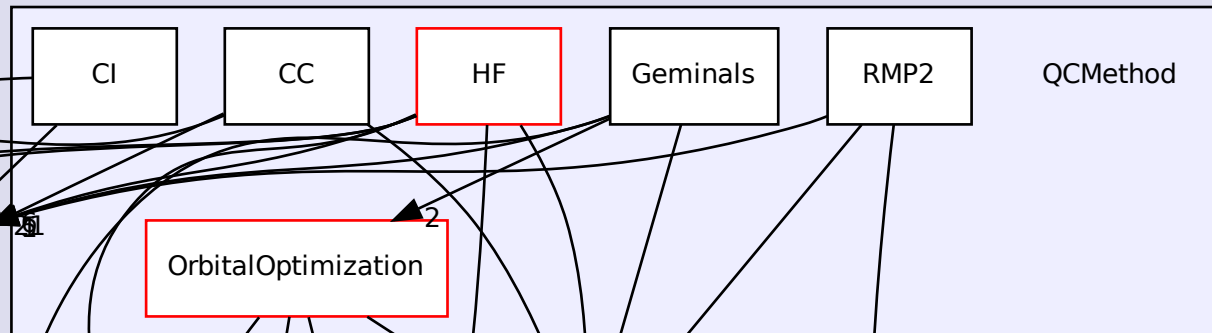 CI
CC
HF
Geminals
RMP2
QCMethod
2
OrbitalOptimization